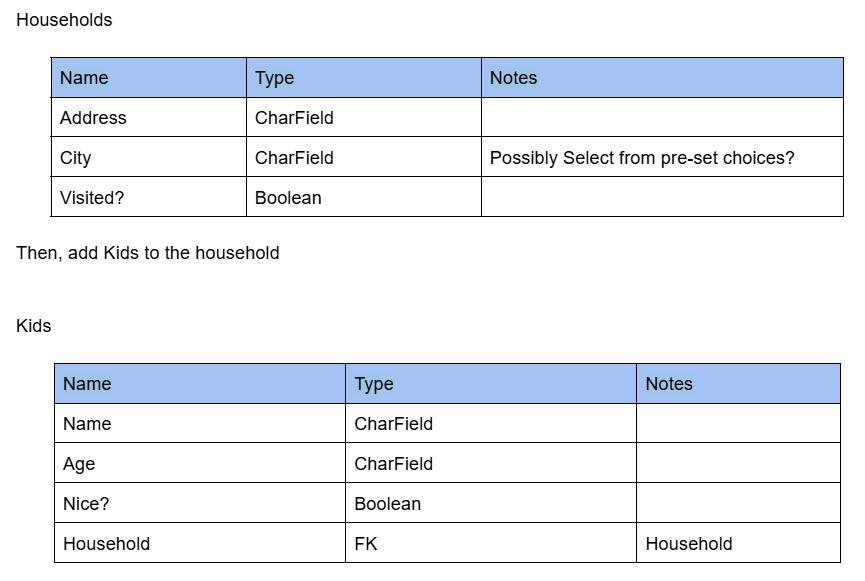 Households
Name Type Notes
Address CharField
City CharField Possibly Select from pre-set choices?
Visited? Boolean
Then, add Kids to the household
Kids
Name Type Notes
Name CharField
Age CharField
Nice? Boolean
Household FK Household